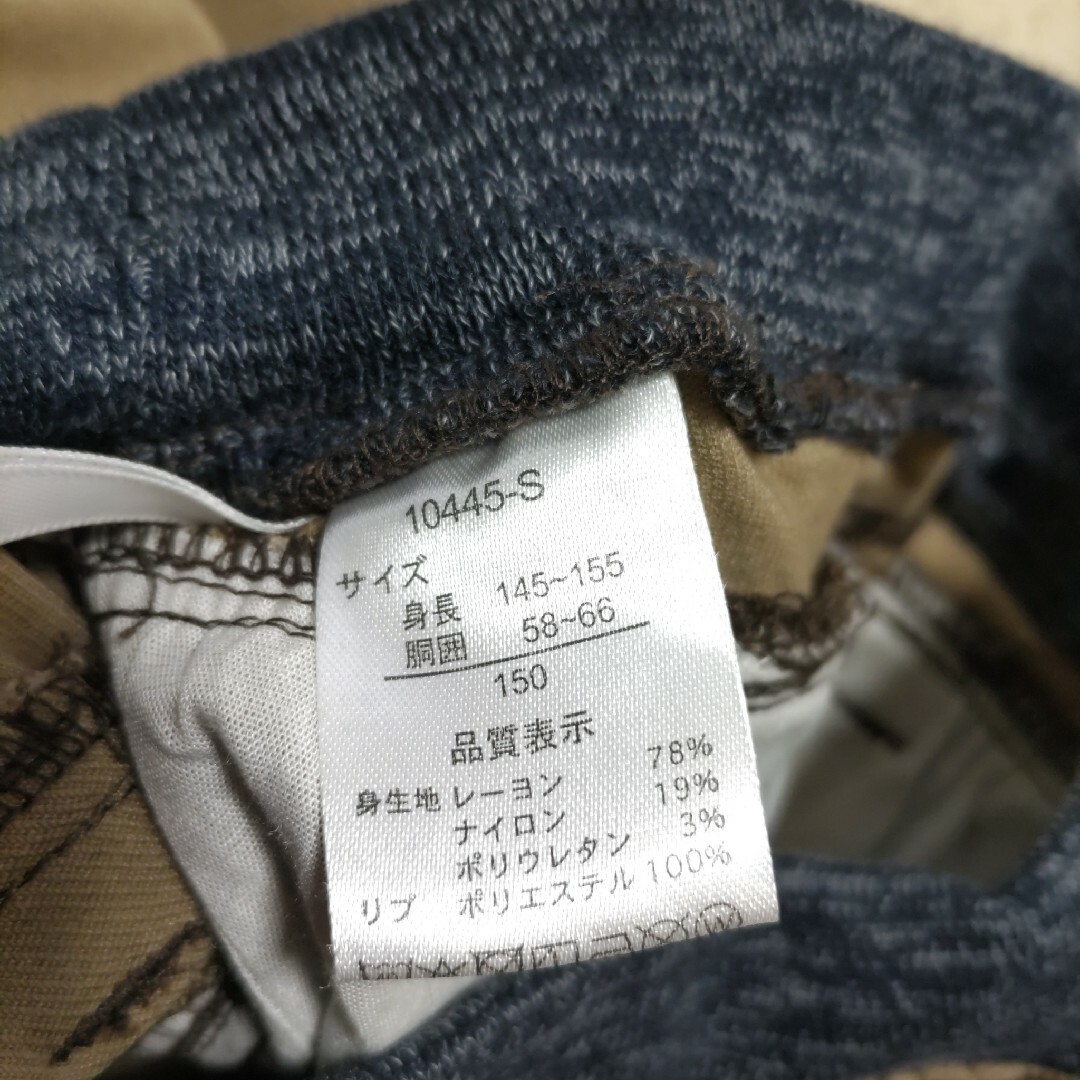 10445-S
サイズ
身長 145~155
胴囲 58~66
150
品質表示
身生地 レーヨン 78%
ナイロン 19%
ポリウレタン 3%
リブ ポリエステル 100%